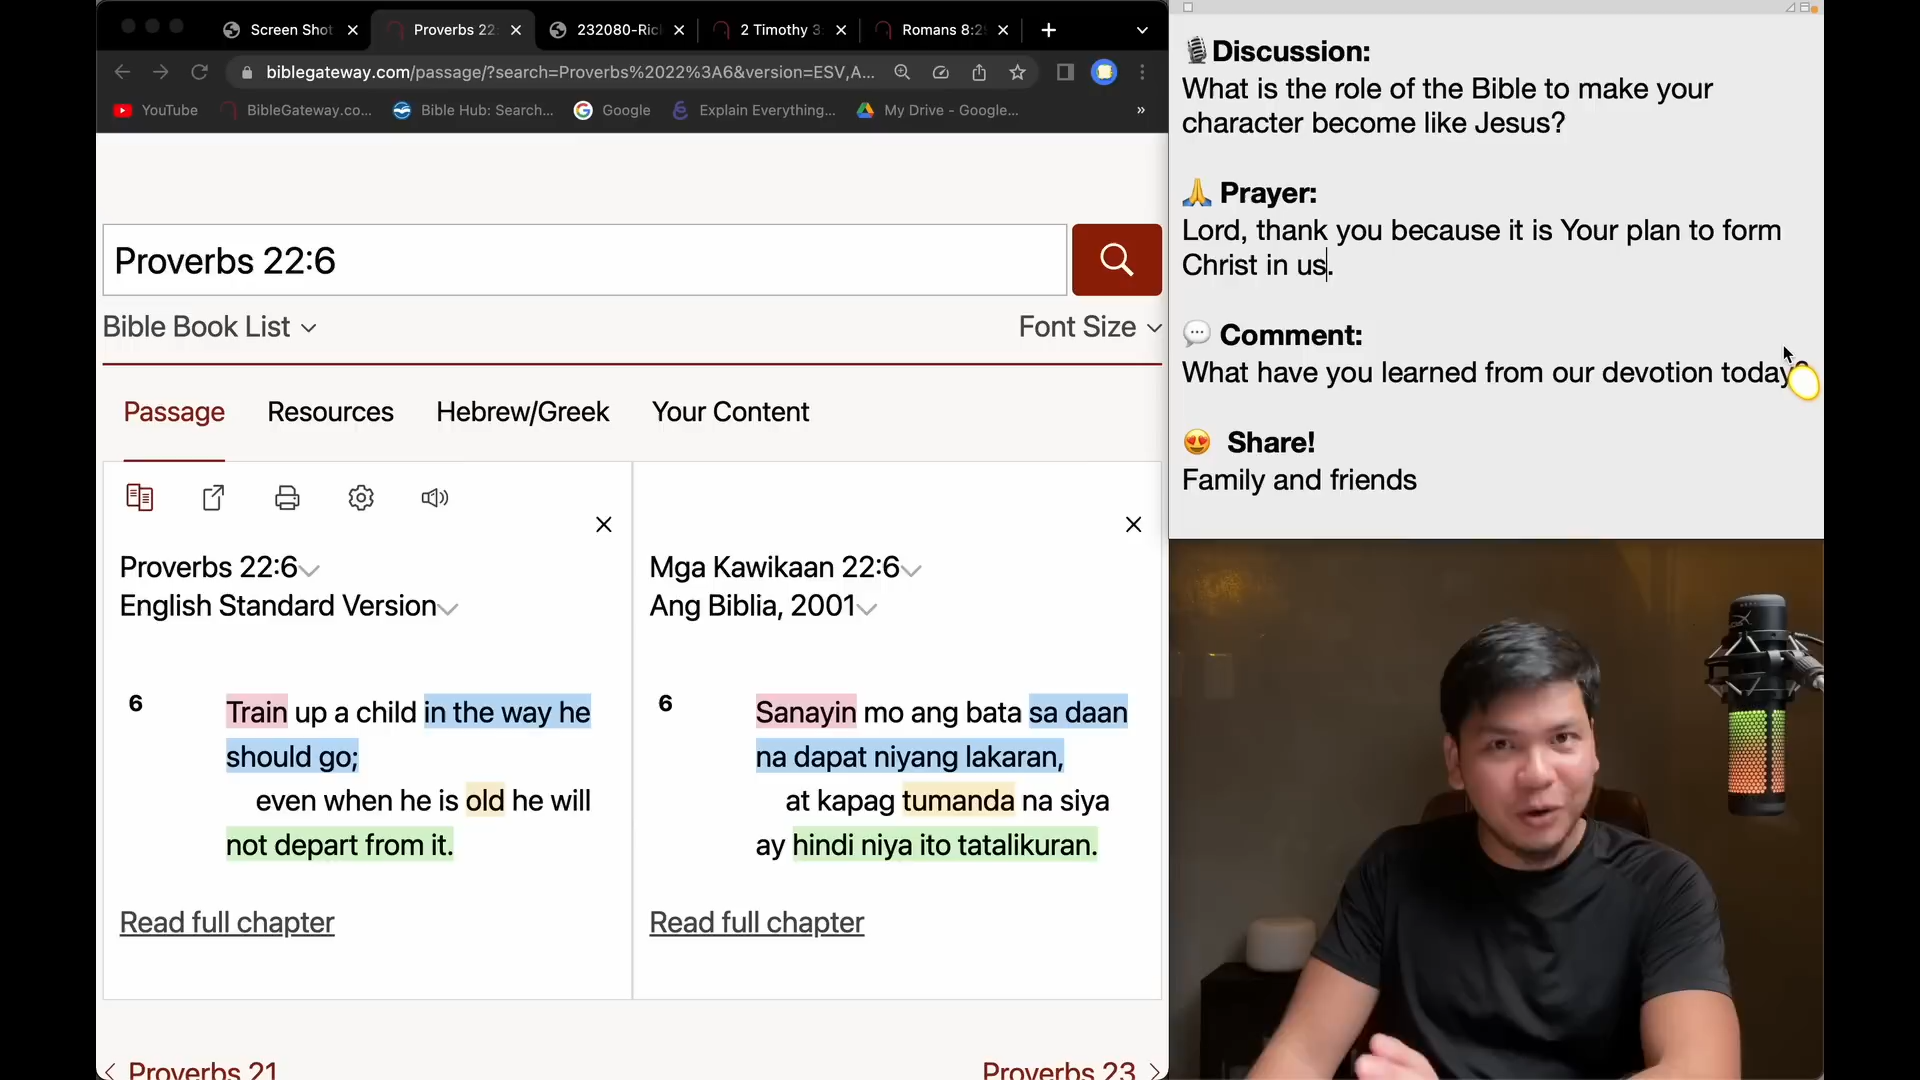 Screen Shot
Proverbs 22:
232080-Ric
2 Timothy 3:
Romans 8:2
biblegateway.com/passage/?search=Proverbs%2022%3A6&version=ESV,A...
YouTube
BibleGateway.co...
Bible Hub: Search...
Google
Explain Everything...
My Drive - Google...
»
Proverbs 22:6
Bible Book List
Font Size
Passage
Resources
Hebrew/Greek
Your Content
Proverbs 22:6
English Standard Version
6 Train up a child in the way he
should go;
even when he is old he will
not depart from it.
Read full chapter
Mga Kawikaan 22:6
Ang Biblia, 2001
6 Sanayin mo ang bata sa daan
na dapat niyang lakaran,
at kapag tumanda na siya
ay hindi niya ito tatalikuran.
Read full chapter
Proverbs 21
Proverbs 23
🎙Discussion:
What is the role of the Bible to make your
character become like Jesus?
🙏 Prayer:
Lord, thank you because it is Your plan to form
Christ in us.
💬 Comment:
What have you learned from our devotion today?
😍 Share!
Family and friends